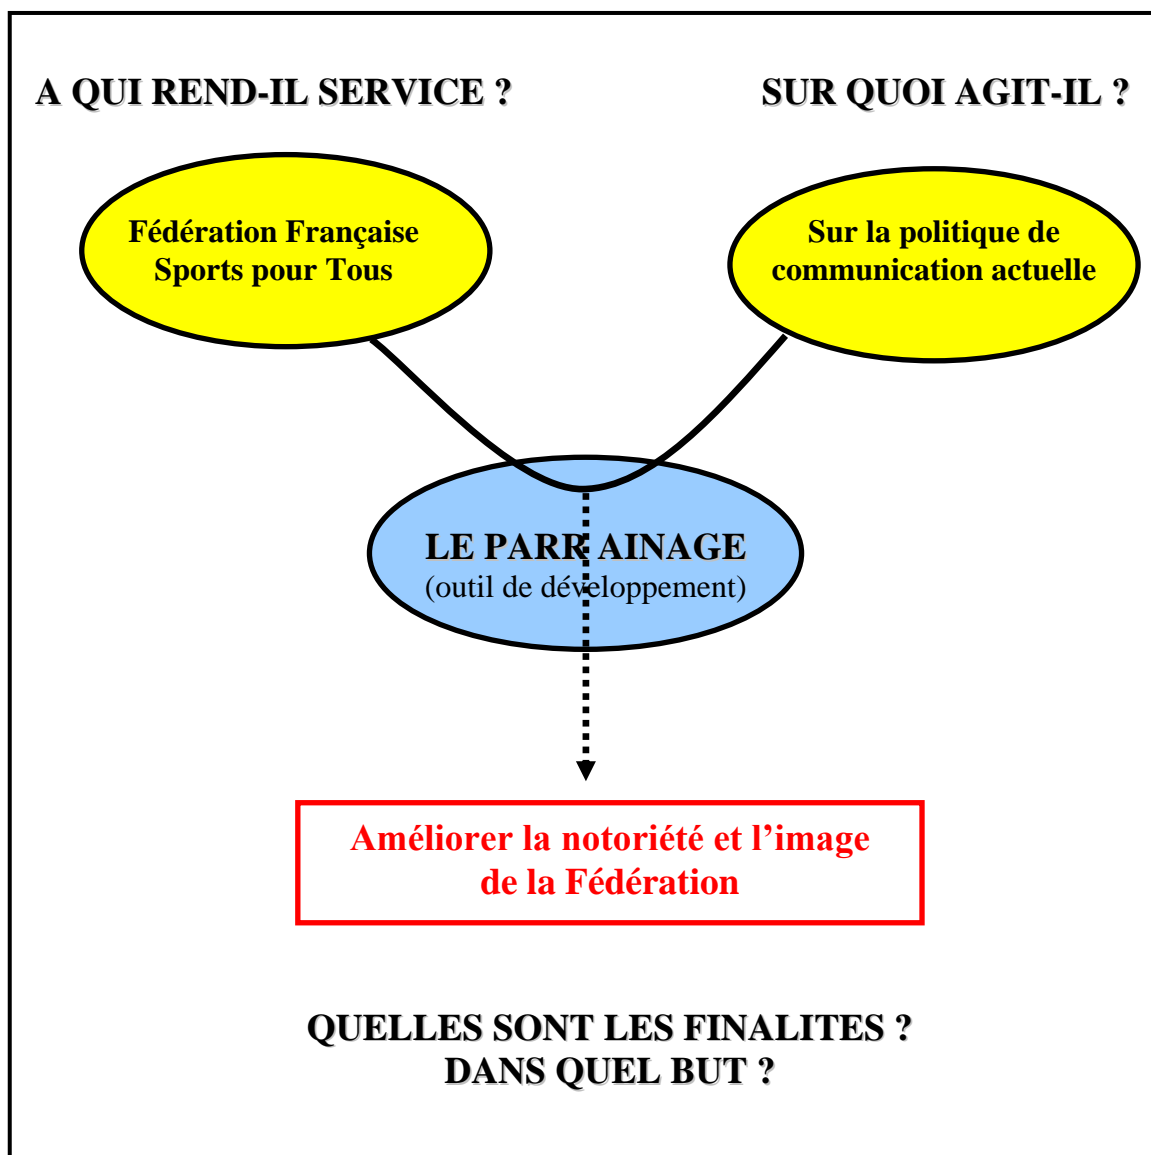 A QUI REND-IL SERVICE ?
SUR QUOI AGIT-IL ?
Fédération Française
Sports pour Tous
Sur la politique de
communication actuelle
LE PARR AINAGE
(outil de développement)
Améliorer la notoriété et l’image
de la Fédération
QUELLES SONT LES FINALITES ?
DANS QUEL BUT ?